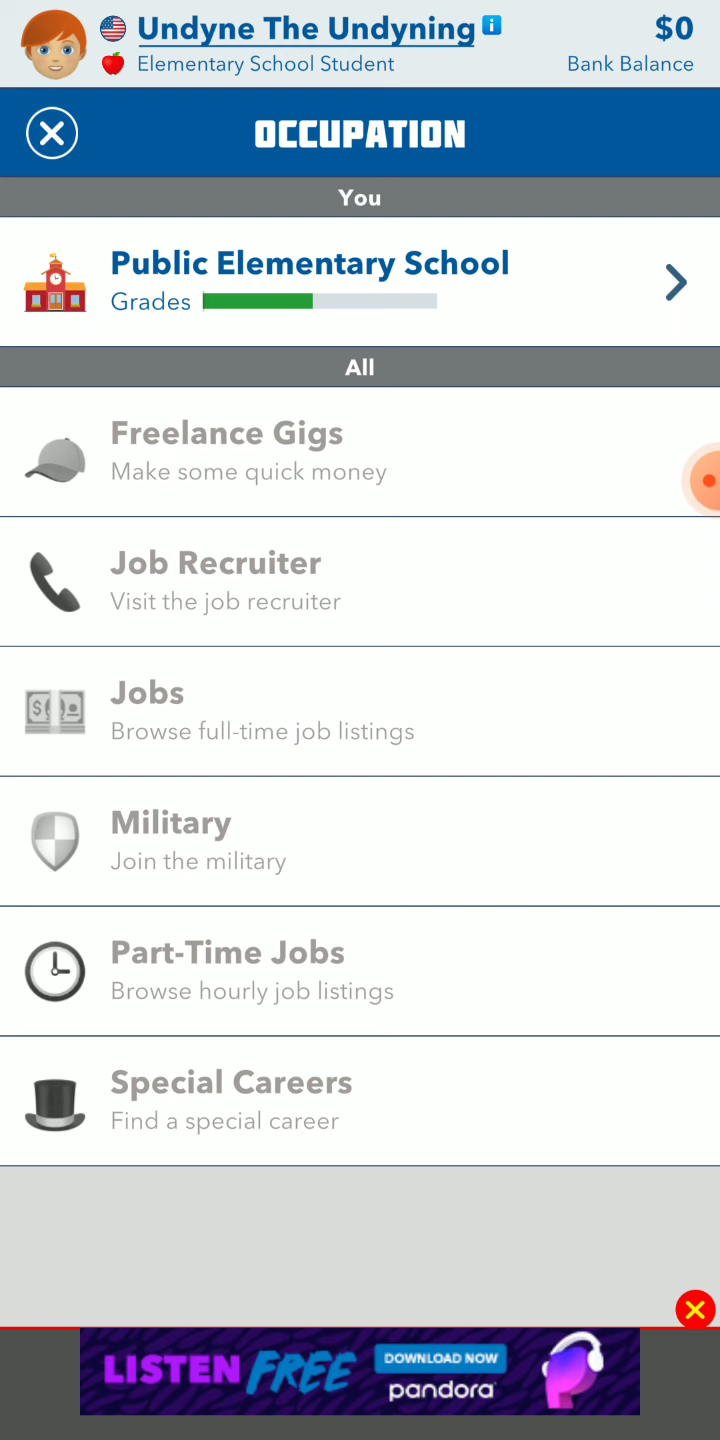 Undyne The Undyning
$0
Elementary School Student
Bank Balance
OCCUPATION
You
Public Elementary School
Grades
All
Freelance Gigs
Make some quick money
Job Recruiter
Visit the job recruiter
Jobs
Browse full-time job listings
Military
Join the military
Part-Time Jobs
Browse hourly job listings
Special Careers
Find a special career
LISTEN FREE
DOWNLOAD NOW
pandora